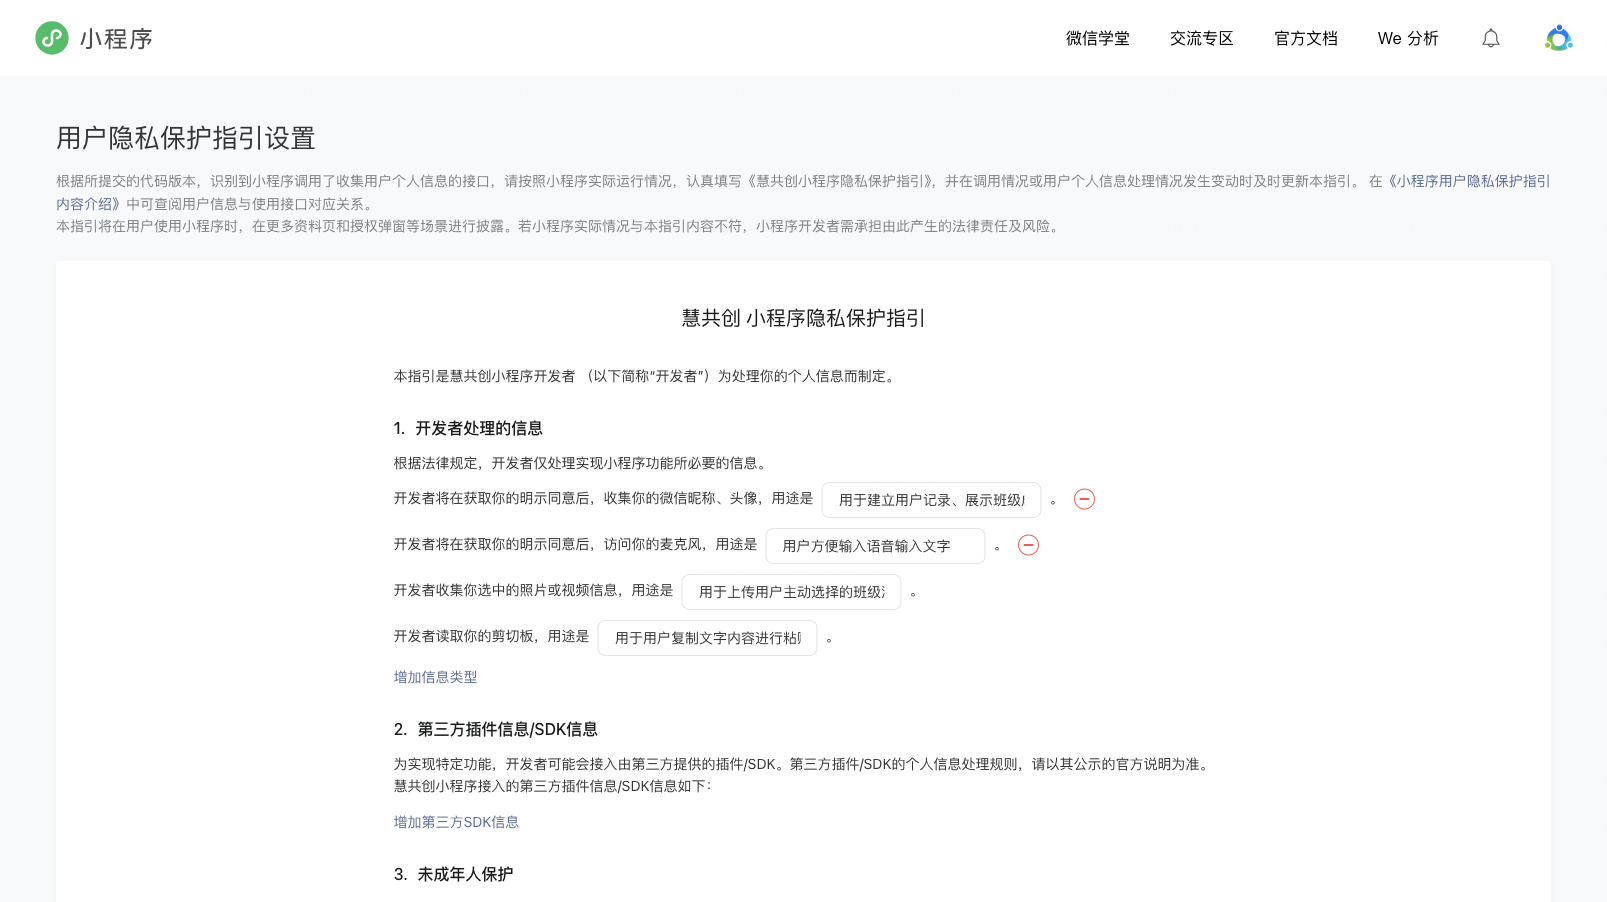 小程序
微信学堂 交流专区 官方文档 We 分析
用户隐私保护指引设置
根据所提交的代码版本，识别到小程序调用了收集用户个人信息的接口，请按照小程序实际运行情况，认真填写《慧共创小程序隐私保护指引》，并在调用情况或用户个人信息处理情况发生变动时及时更新本指引。 在《小程序用户隐私保护指引
内容介绍》中可查阅用户信息与使用接口对应关系。
本指引将在用户使用小程序时，在更多资料页和授权弹窗等场景进行披露。若小程序实际情况与本指引内容不符，小程序开发者需承担由此产生的法律责任及风险。
慧共创 小程序隐私保护指引
本指引是慧共创小程序开发者 （以下简称“开发者”）为处理你的个人信息而制定。
1. 开发者处理的信息
根据法律规定，开发者仅处理实现小程序功能所必要的信息。
开发者将在获取你的明示同意后，收集你的微信昵称、头像，用途是 用于建立用户记录、展示班级 。
开发者将在获取你的明示同意后，访问你的麦克风，用途是 用户方便输入语音输入文字 。
开发者收集你选中的照片或视频信息，用途是 用于上传用户主动选择的班级 。
开发者读取你的剪切板，用途是 用于用户复制文字内容进行粘 。
增加信息类型
2. 第三方插件信息/SDK信息
为实现特定功能，开发者可能会接入由第三方提供的插件/SDK。第三方插件/SDK的个人信息处理规则，请以其公示的官方说明为准。
慧共创小程序接入的第三方插件信息/SDK信息如下：
增加第三方SDK信息
3. 未成年人保护